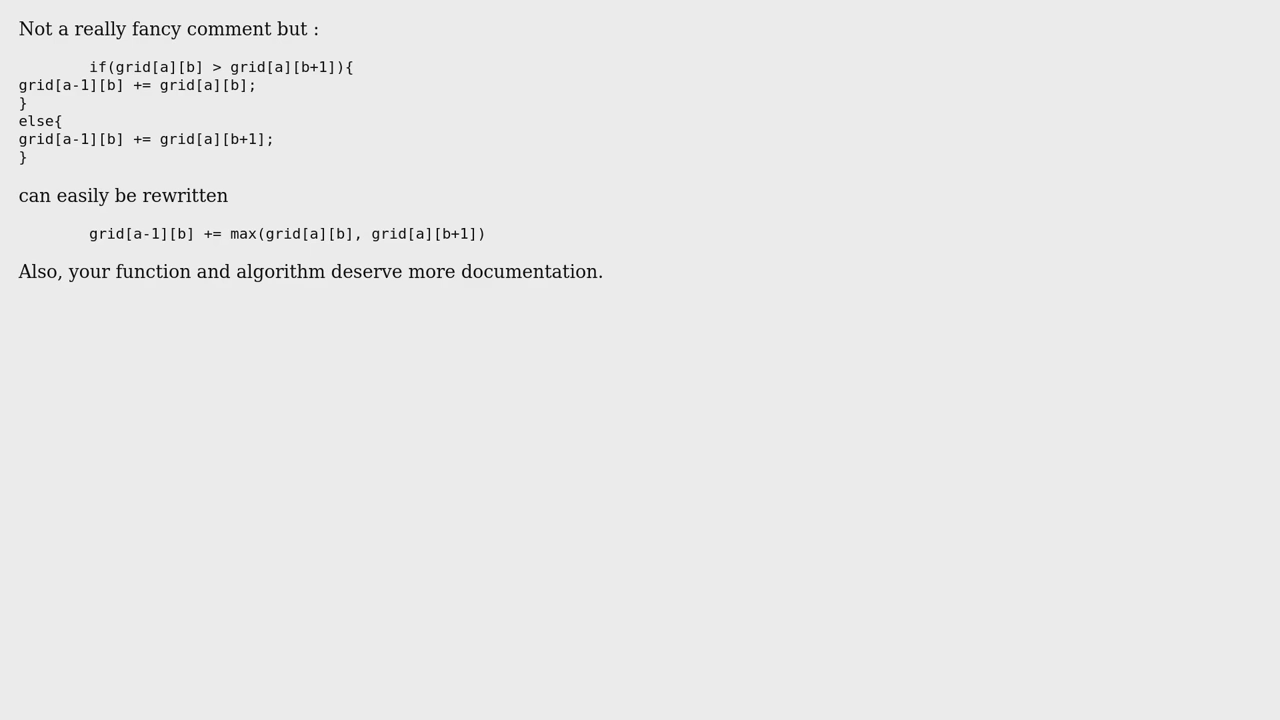 Not a really fancy comment but :
if(grid[a][b] > grid[a][b+1]){
grid[a-1][b] += grid[a][b];
}
else{
grid[a-1][b] += grid[a][b+1];
}
can easily be rewritten
grid[a-1][b] += max(grid[a][b], grid[a][b+1])
Also, your function and algorithm deserve more documentation.